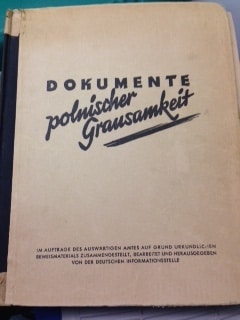 DOKUMENTE
polnischer
Grausamkeit
IM AUFTRAGE DES AUSWÄRTIGEN AMTES AUF GRUND URKUNDLICHEN
BEWEISMATERIALS ZUSAMMENGESTELLT, BEARBEITET UND HERAUSGEGEBEN
VON DER DEUTSCHEN INFORMATIONSSTELLE